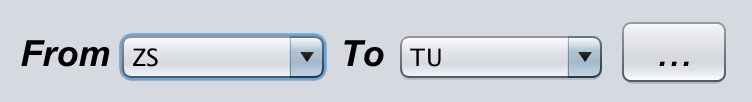 From ZS To TU ...